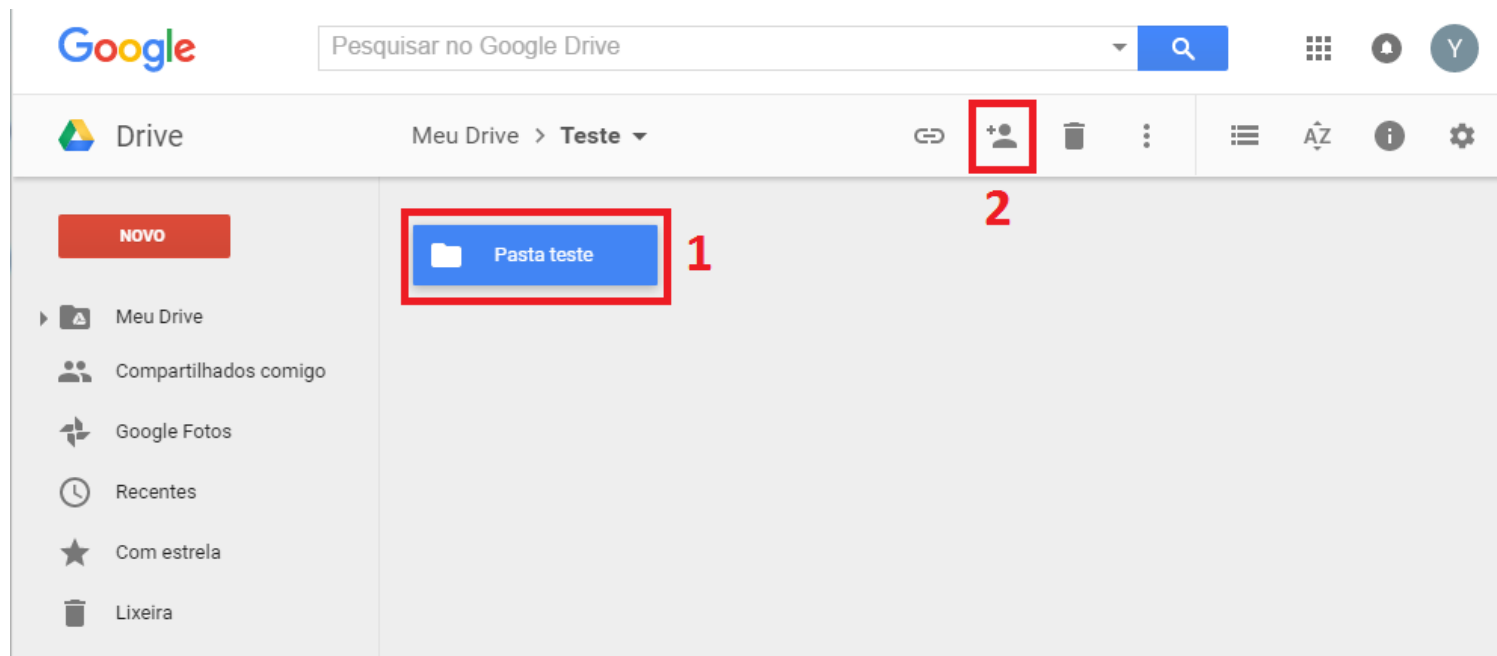 Google
Pesquisar no Google Drive
Y
Drive
Meu Drive > Teste
AZ
2
NOVO
Pasta teste
1
Meu Drive
Compartilhados comigo
Google Fotos
Recentes
Com estrela
Lixeira